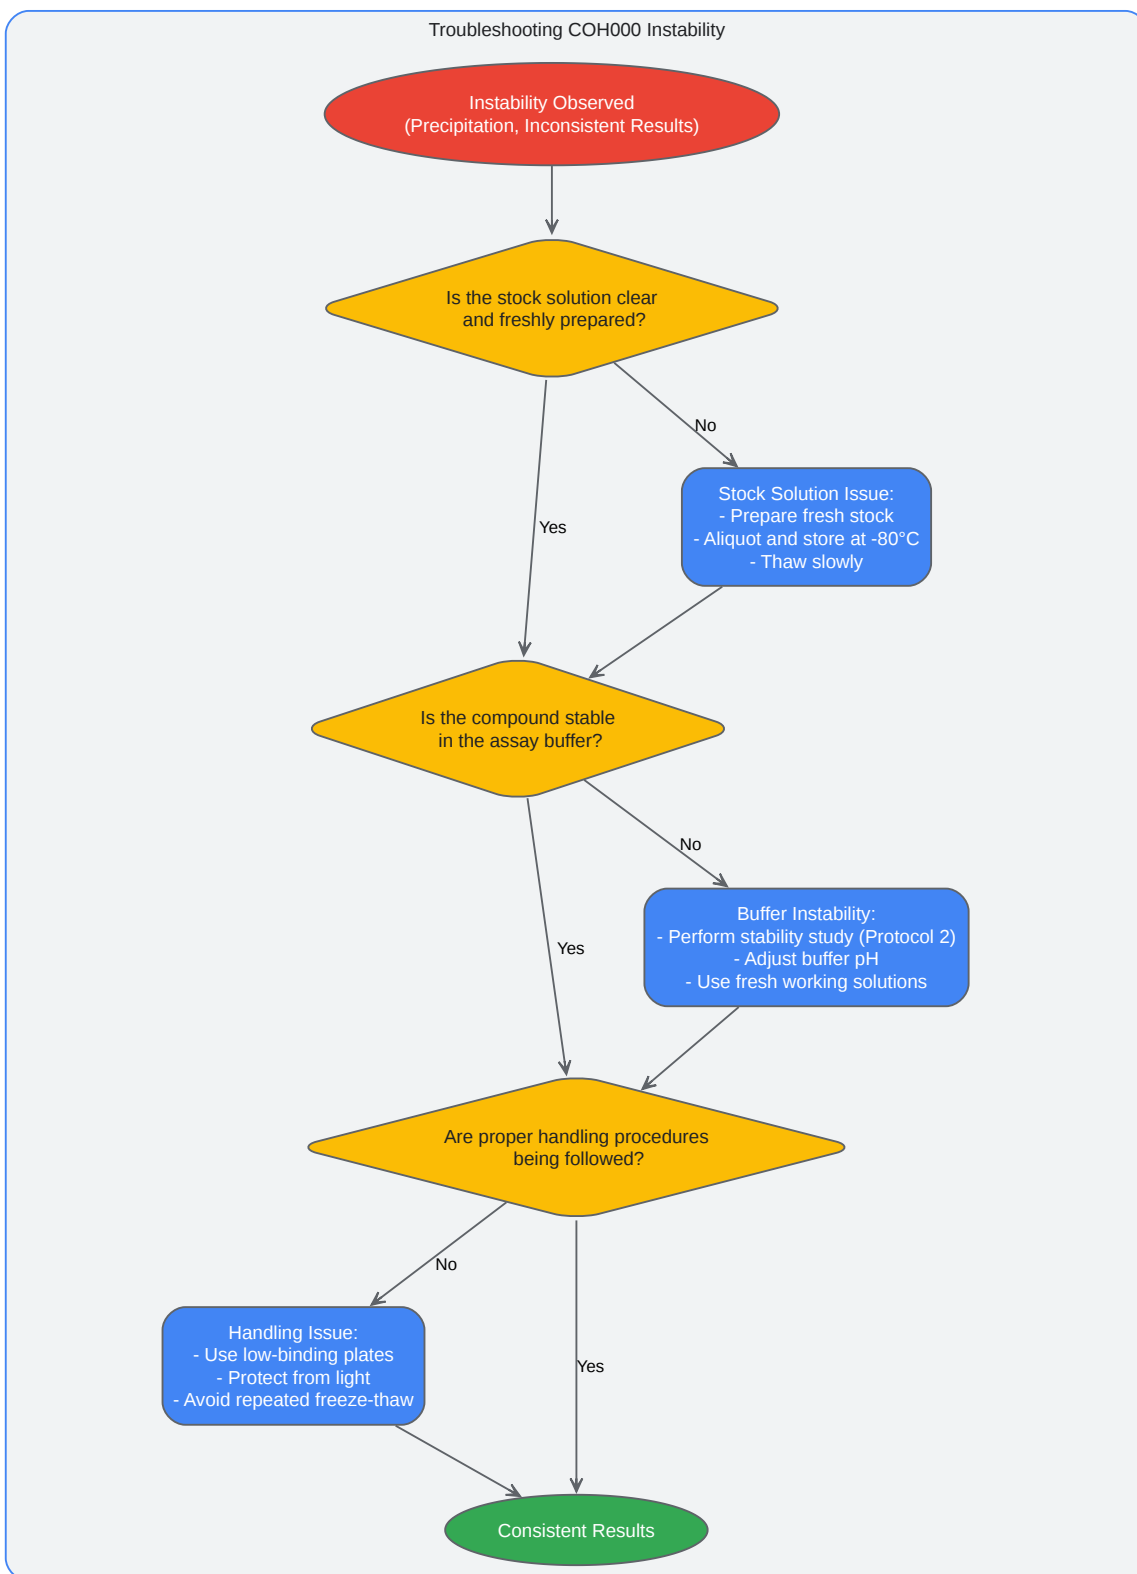 Troubleshooting COH000 Instability
Instability Observed
(Precipitation, Inconsistent Results)
Is the stock solution clear
and freshly prepared?
No
Stock Solution Issue:
- Prepare fresh stock
- Aliquot and store at -80°C
- Thaw slowly
Yes
Is the compound stable
in the assay buffer?
No
Buffer Instability:
- Perform stability study (Protocol 2)
- Adjust buffer pH
- Use fresh working solutions
Yes
Are proper handling procedures
being followed?
No
Handling Issue:
- Use low-binding plates
- Protect from light
- Avoid repeated freeze-thaw
Yes
Consistent Results